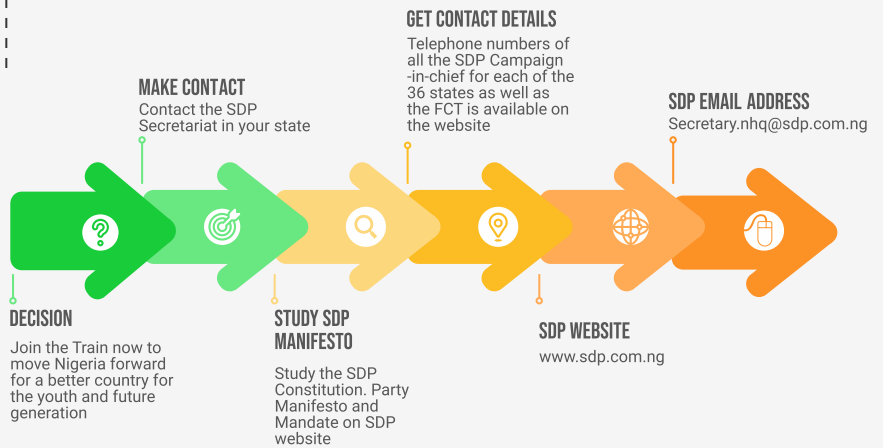 DECISION
Join the Train now to
move Nigeria forward
for a better country for
the youth and future
generation
MAKE CONTACT
Contact the SDP
Secretariat in your state
STUDY SDP
MANIFESTO
Study the SDP
Constitution. Party
Manifesto and
Mandate on SDP
website
GET CONTACT DETAILS
Telephone numbers of
all the SDP Campaign
-in-chief for each of the
36 states as well as
the FCT is available on
the website
SDP WEBSITE
www.sdp.com.ng
SDP EMAIL ADDRESS
Secretary.nhq@sdp.com.ng